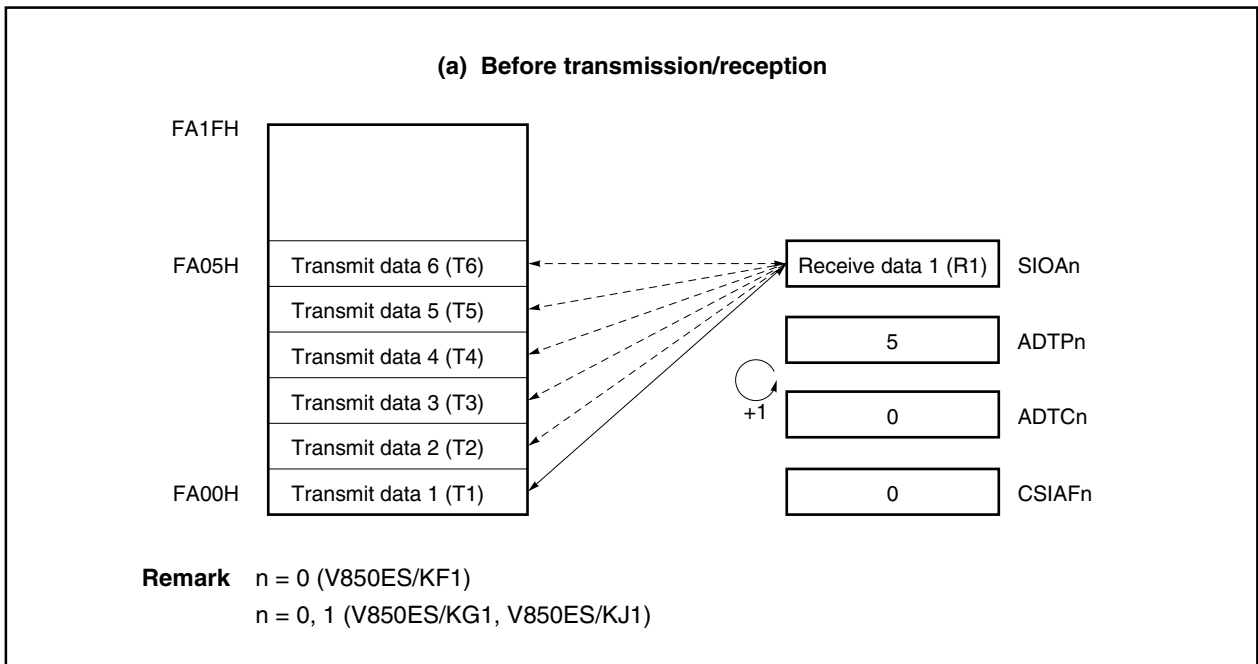 (a) Before transmission/reception
FA1FH
FA05H
Transmit data 6 (T6)
Receive data 1 (R1)
SIOAn
Transmit data 5 (T5)
5
ADTPn
Transmit data 4 (T4)
Transmit data 3 (T3)
+1
0
ADTCn
Transmit data 2 (T2)
FA00H
Transmit data 1 (T1)
0
CSIAFn
Remark n = 0 (V850ES/KF1)
n = 0, 1 (V850ES/KG1, V850ES/KJ1)